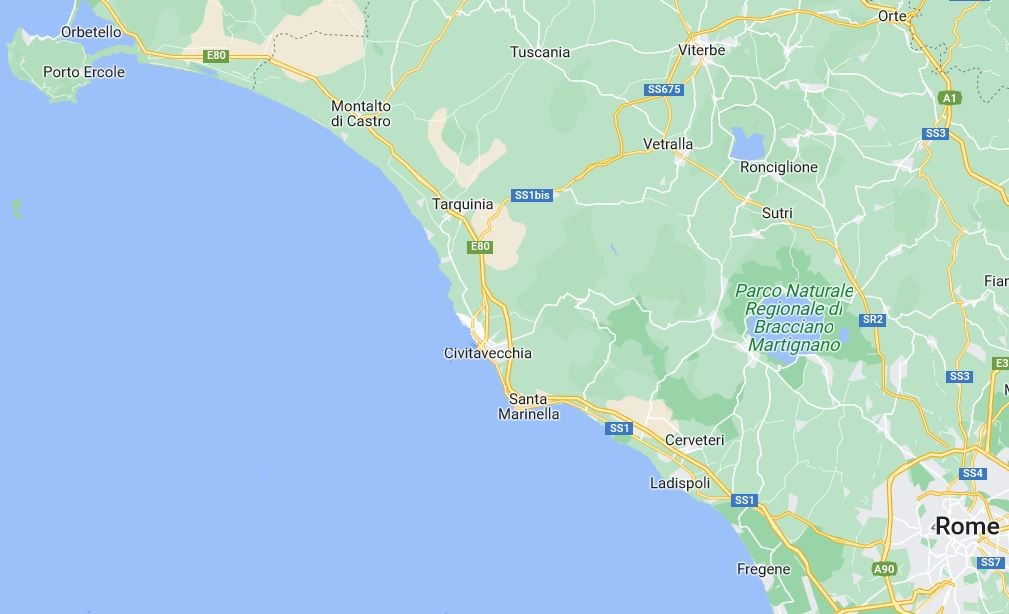 Orte
Orbetello
Viterbe
Tuscania
E80
Porto Ercole
SS675
A1
Montalto
di Castro
SS3
Vetralla
Ronciglione
SS1bis
Tarquinia
Sutri
E80
Parco Naturale
Regionale di
Bracciano
Martignano
SR2
Civitavecchia
SS3
Santa
Marinella
SS1
Cerveteri
SS4
Ladispoli
SS1
Rome
SS7
Fregene
A90